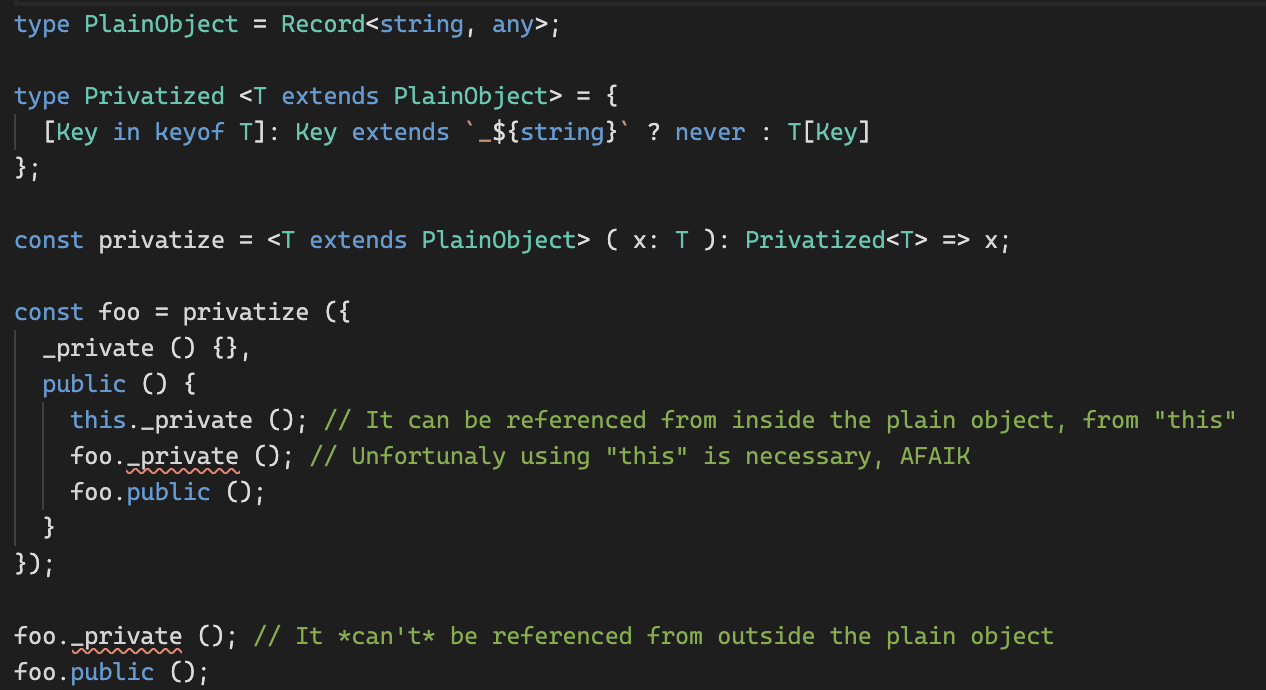 type PlainObject = Record<string, any>;
type Privatized <T extends PlainObject> = {
[Key in keyof T]: Key extends `_${string}` ? never : T[Key]
};
const privatize = <T extends PlainObject> ( x: T ): Privatized<T> => x;
const foo = privatize ({
_private () {},
public () {
this._private (); // It can be referenced from inside the plain object, from "this"
foo._private (); // Unfortunaly using "this" is necessary, AFAIK
foo.public ();
}
});
foo._private (); // It *can't* be referenced from outside the plain object
foo.public ();